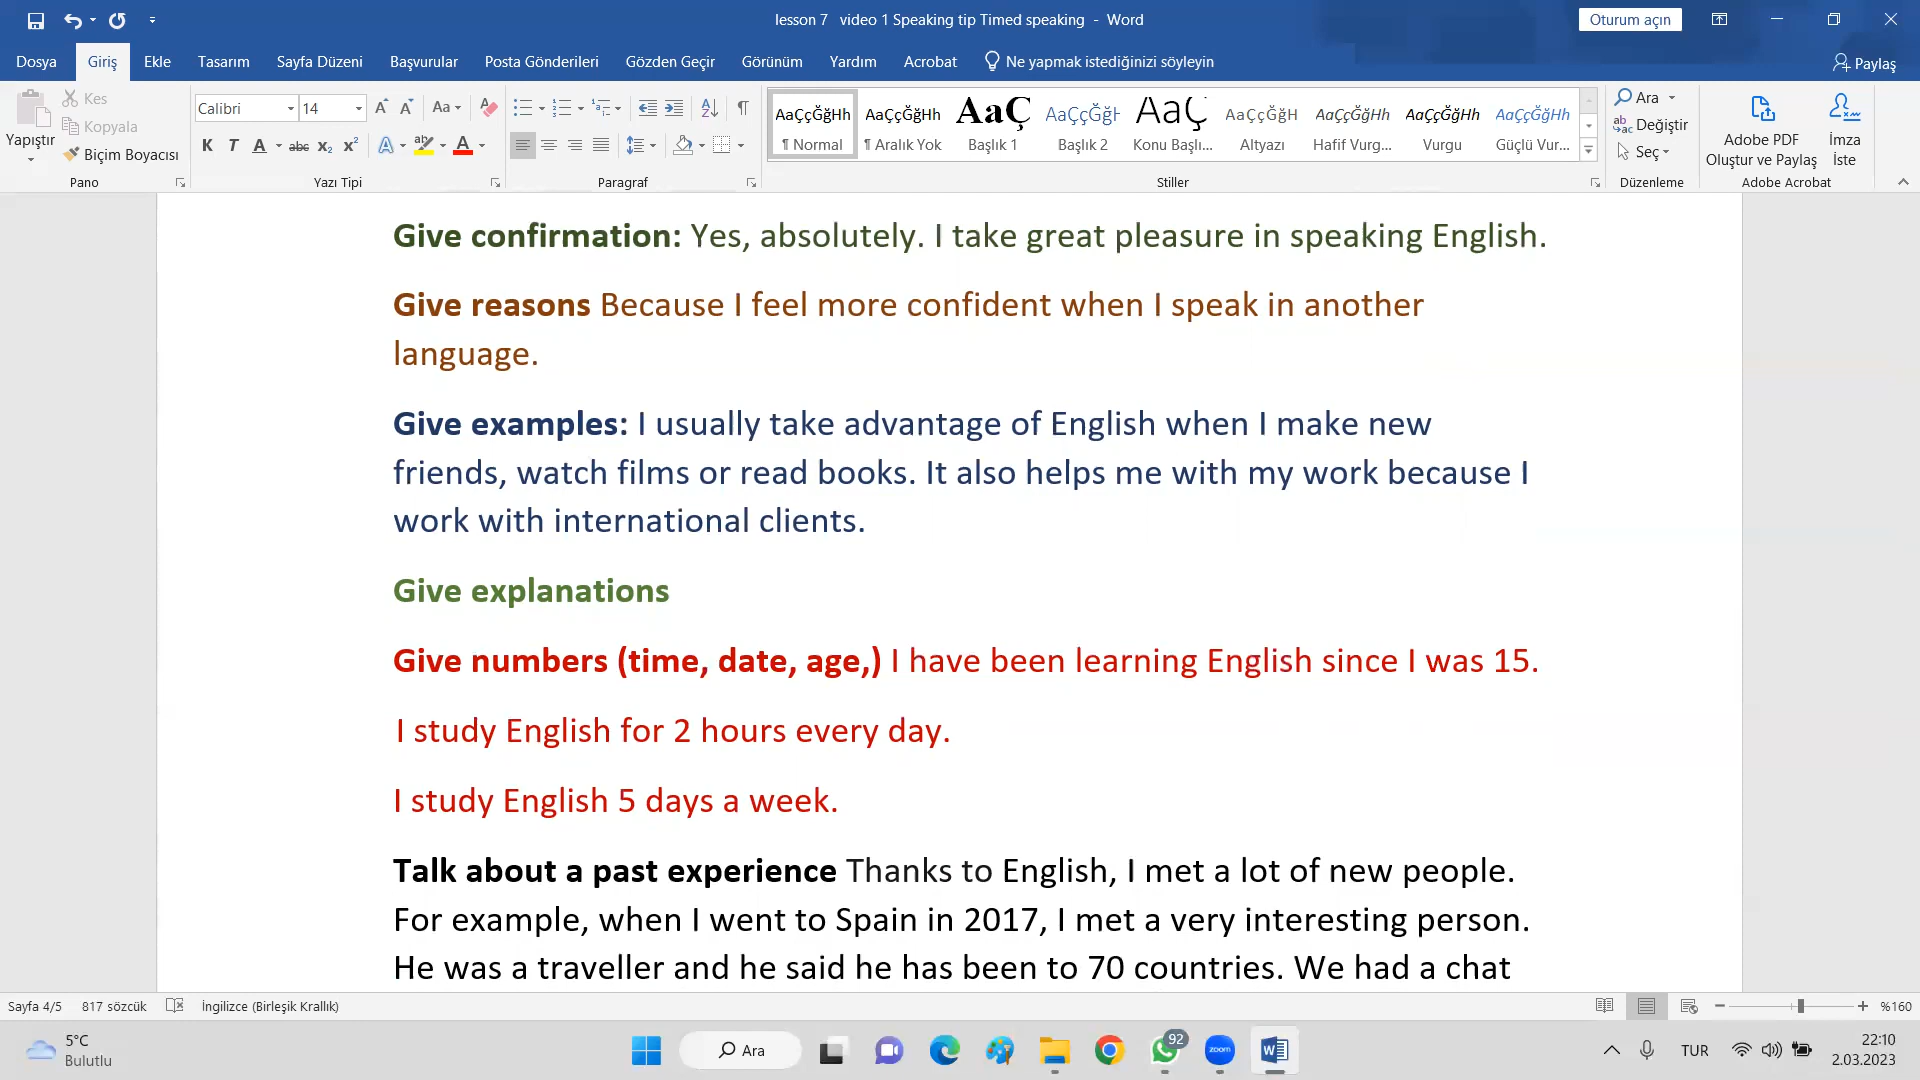 lesson 7 video 1 Speaking tip Timed speaking - Word
Oturum açın
Dosya Giriş Ekle Tasarım Sayfa Düzeni Başvurular Posta Gönderileri Gözden Geçir Görünüm Yardım Acrobat Ne yapmak istediğinizi söyleyin Paylaş
Yapıştır
Kes
Kopyala
Biçim Boyacısı
Pano
Calibri 14
Aa
K T A abc x₂ x²
Yazı Tipi
Paragraf
AaÇçĞğHh AaÇçĞğHh AaÇ AaÇçĞğH AaÇ AaÇçĞğH AaÇçĞğHh AaÇçĞğHh AaÇçĞğHh
¶ Normal ¶ Aralık Yok Başlık 1 Başlık 2 Konu Başlı... Altyazı Hafif Vurg... Vurgu Güçlü Vur...
Stiller
Ara
Değiştir
Seç
Düzenleme
Adobe PDF
Oluştur ve Paylaş
İmza
İste
Adobe Acrobat
Give confirmation: Yes, absolutely. I take great pleasure in speaking English.
Give reasons Because I feel more confident when I speak in another
language.
Give examples: I usually take advantage of English when I make new
friends, watch films or read books. It also helps me with my work because I
work with international clients.
Give explanations
Give numbers (time, date, age,) I have been learning English since I was 15.
I study English for 2 hours every day.
I study English 5 days a week.
Talk about a past experience Thanks to English, I met a lot of new people.
For example, when I went to Spain in 2017, I met a very interesting person.
He was a traveller and he said he has been to 70 countries. We had a chat
Sayfa 4/5 817 sözcük İngilizce (Birleşik Krallık) %160
5°C
Bulutlu
Ara
92
zoom
TUR
22:10
2.03.2023